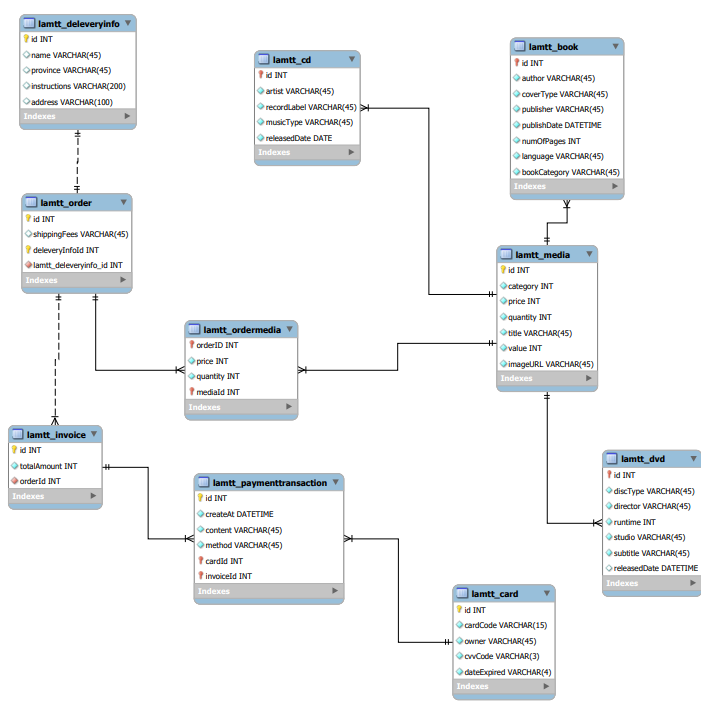 lamtt_deleveryinfo
id INT
name VARCHAR(45)
province VARCHAR(45)
instructions VARCHAR(200)
address VARCHAR(100)
Indexes
lamtt_cd
id INT
artist VARCHAR(45)
recordLabel VARCHAR(45)
musicType VARCHAR(45)
releasedDate DATE
Indexes
lamtt_book
id INT
author VARCHAR(45)
coverType VARCHAR(45)
publisher VARCHAR(45)
publishDate DATETIME
numOfPages INT
language VARCHAR(45)
bookCategory VARCHAR(45)
Indexes
lamtt_order
id INT
shippingFees VARCHAR(45)
deleveryInfoId INT
lamtt_deleveryinfo_id INT
Indexes
lamtt_media
id INT
category INT
price INT
quantity INT
title VARCHAR(45)
value INT
imageURL VARCHAR(45)
Indexes
lamtt_ordermedia
orderID INT
price INT
quantity INT
mediaId INT
Indexes
lamtt_invoice
id INT
totalAmount INT
orderId INT
Indexes
lamtt_paymenttransaction
id INT
createAt DATETIME
content VARCHAR(45)
method VARCHAR(45)
cardId INT
invoiceId INT
Indexes
lamtt_dvd
id INT
discType VARCHAR(45)
director VARCHAR(45)
runtime INT
studio VARCHAR(45)
subtitle VARCHAR(45)
releasedDate DATETIME
Indexes
lamtt_card
id INT
cardCode VARCHAR(15)
owner VARCHAR(45)
cvvCode VARCHAR(3)
dateExpired VARCHAR(4)
Indexes